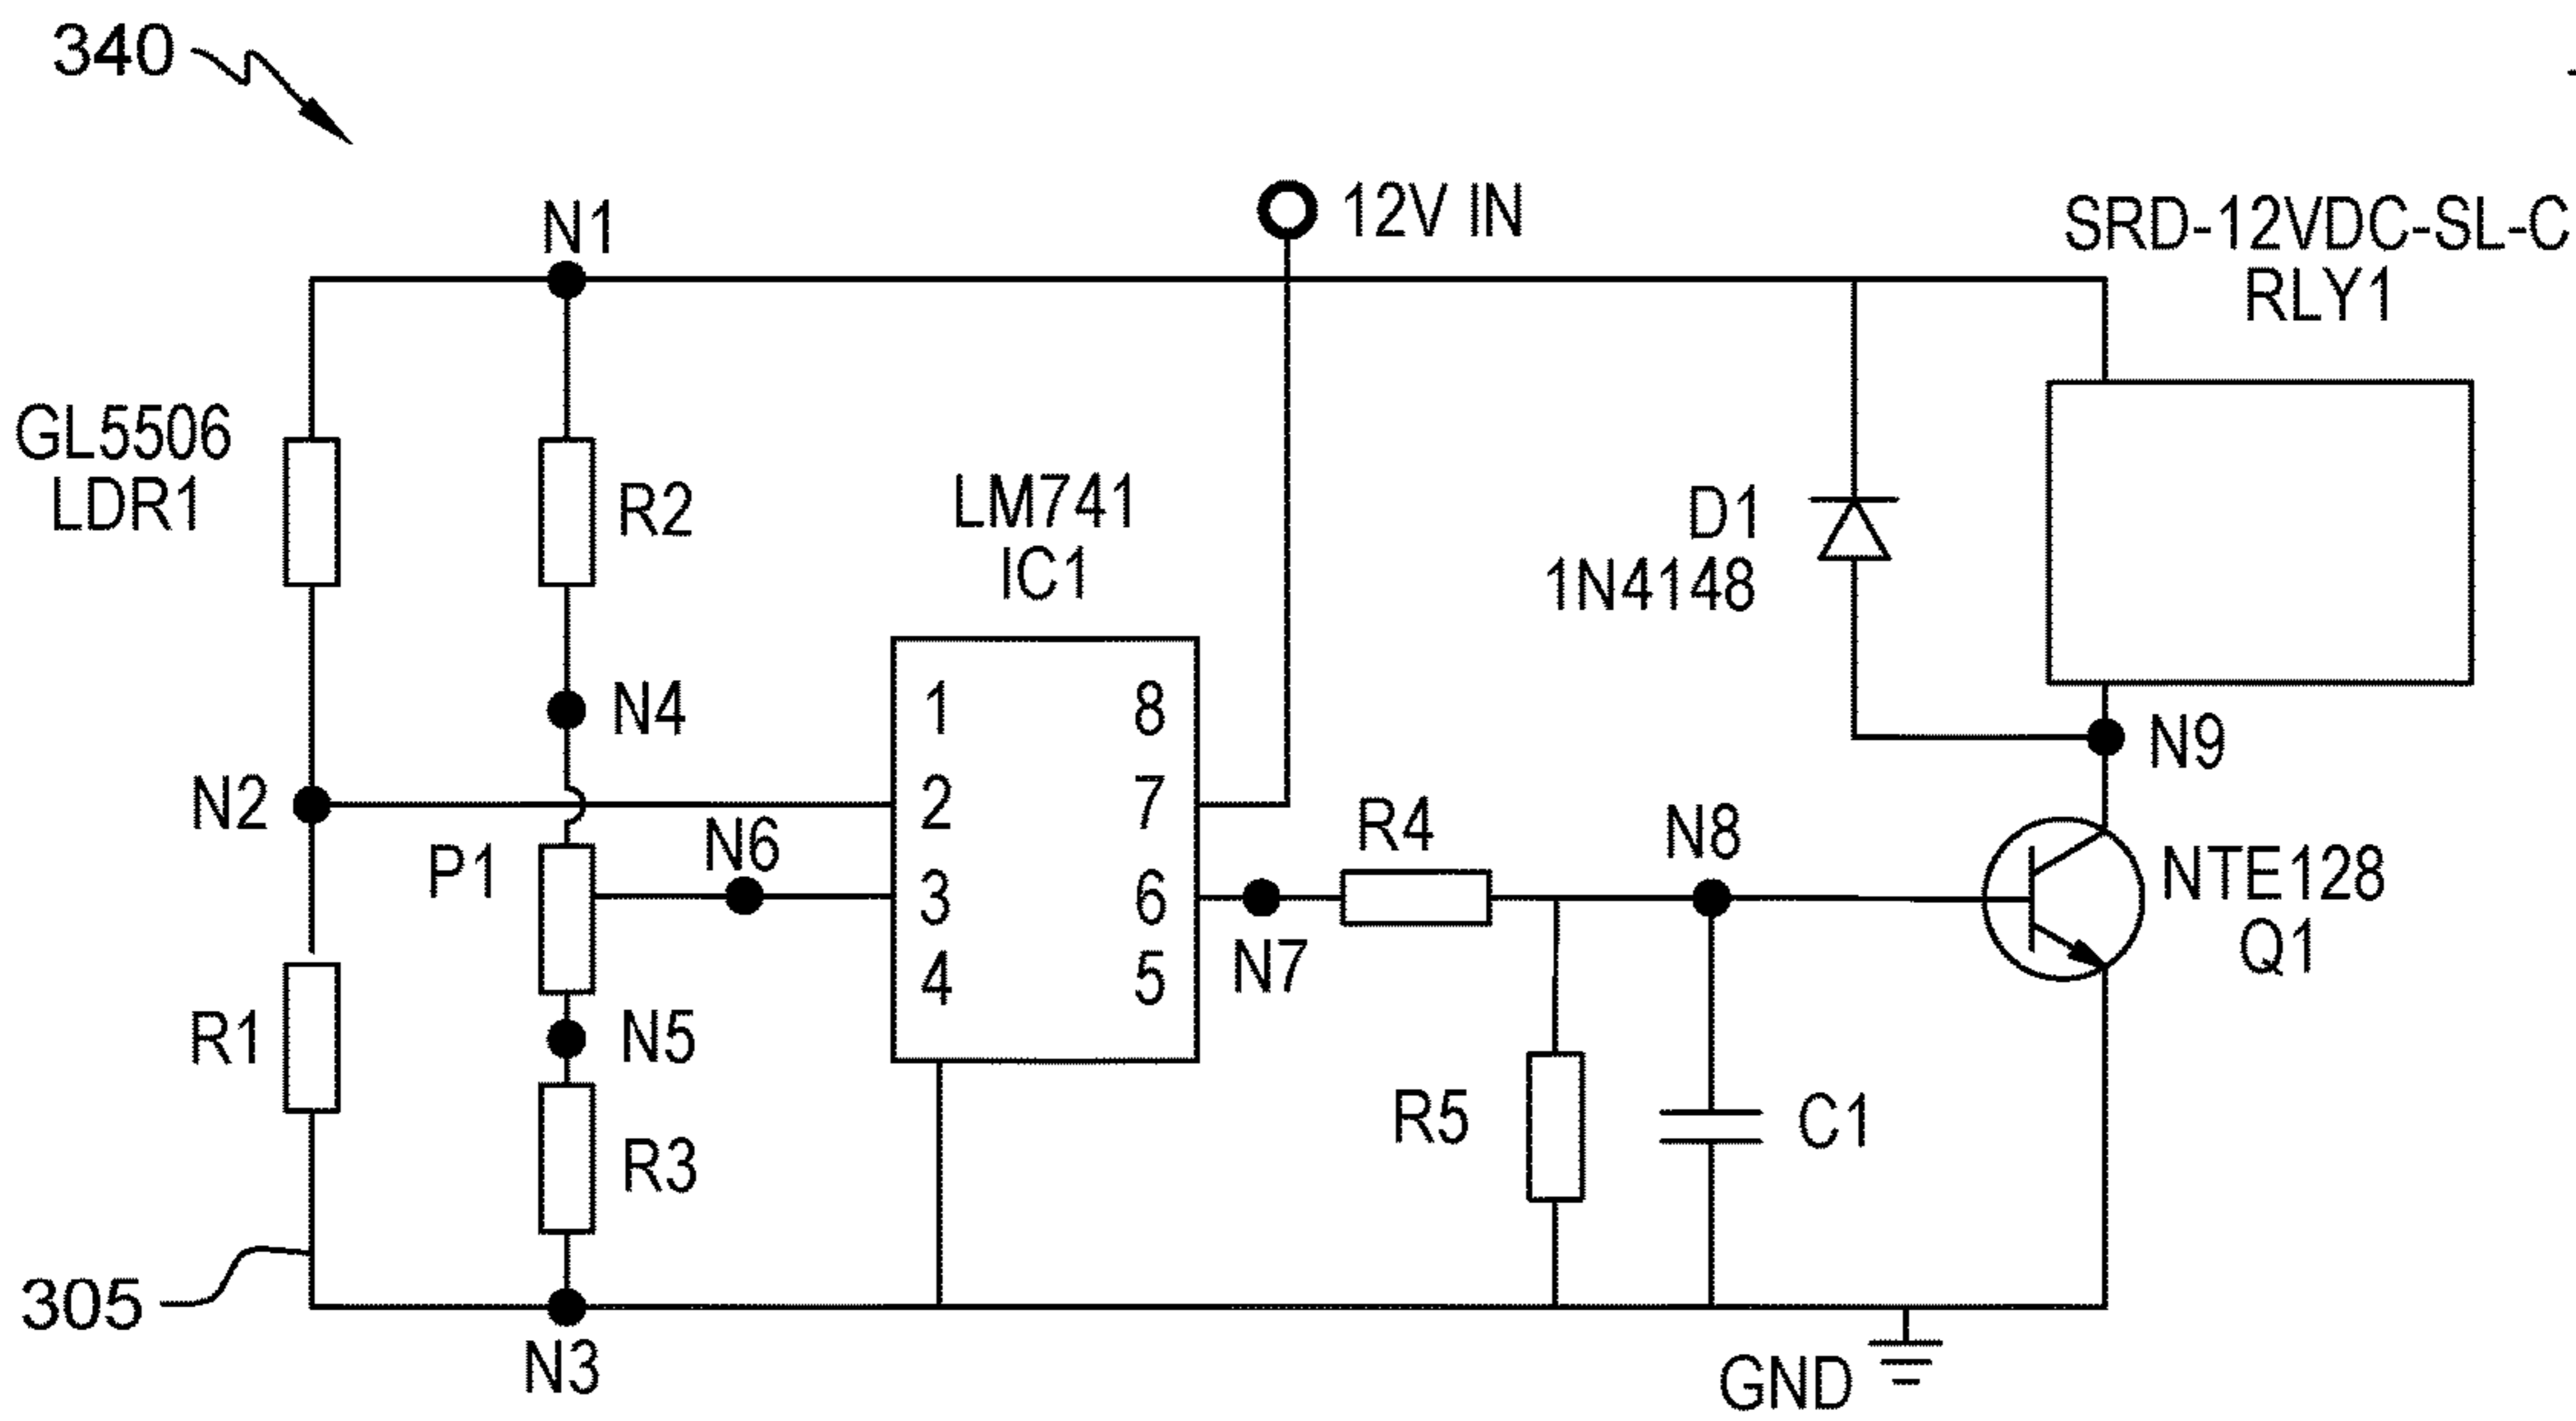 340
N1
12V IN
SRD-12VDC-SL-C
RLY1
GL5506
LDR1
R2
LM741
IC1
D1
1N4148
N4
1 8
N9
N2
2 7
R4
N8
P1
N6
NTE128
3 6
Q1
N7
4 5
R1
N5
R5
C1
R3
305
N3
GND